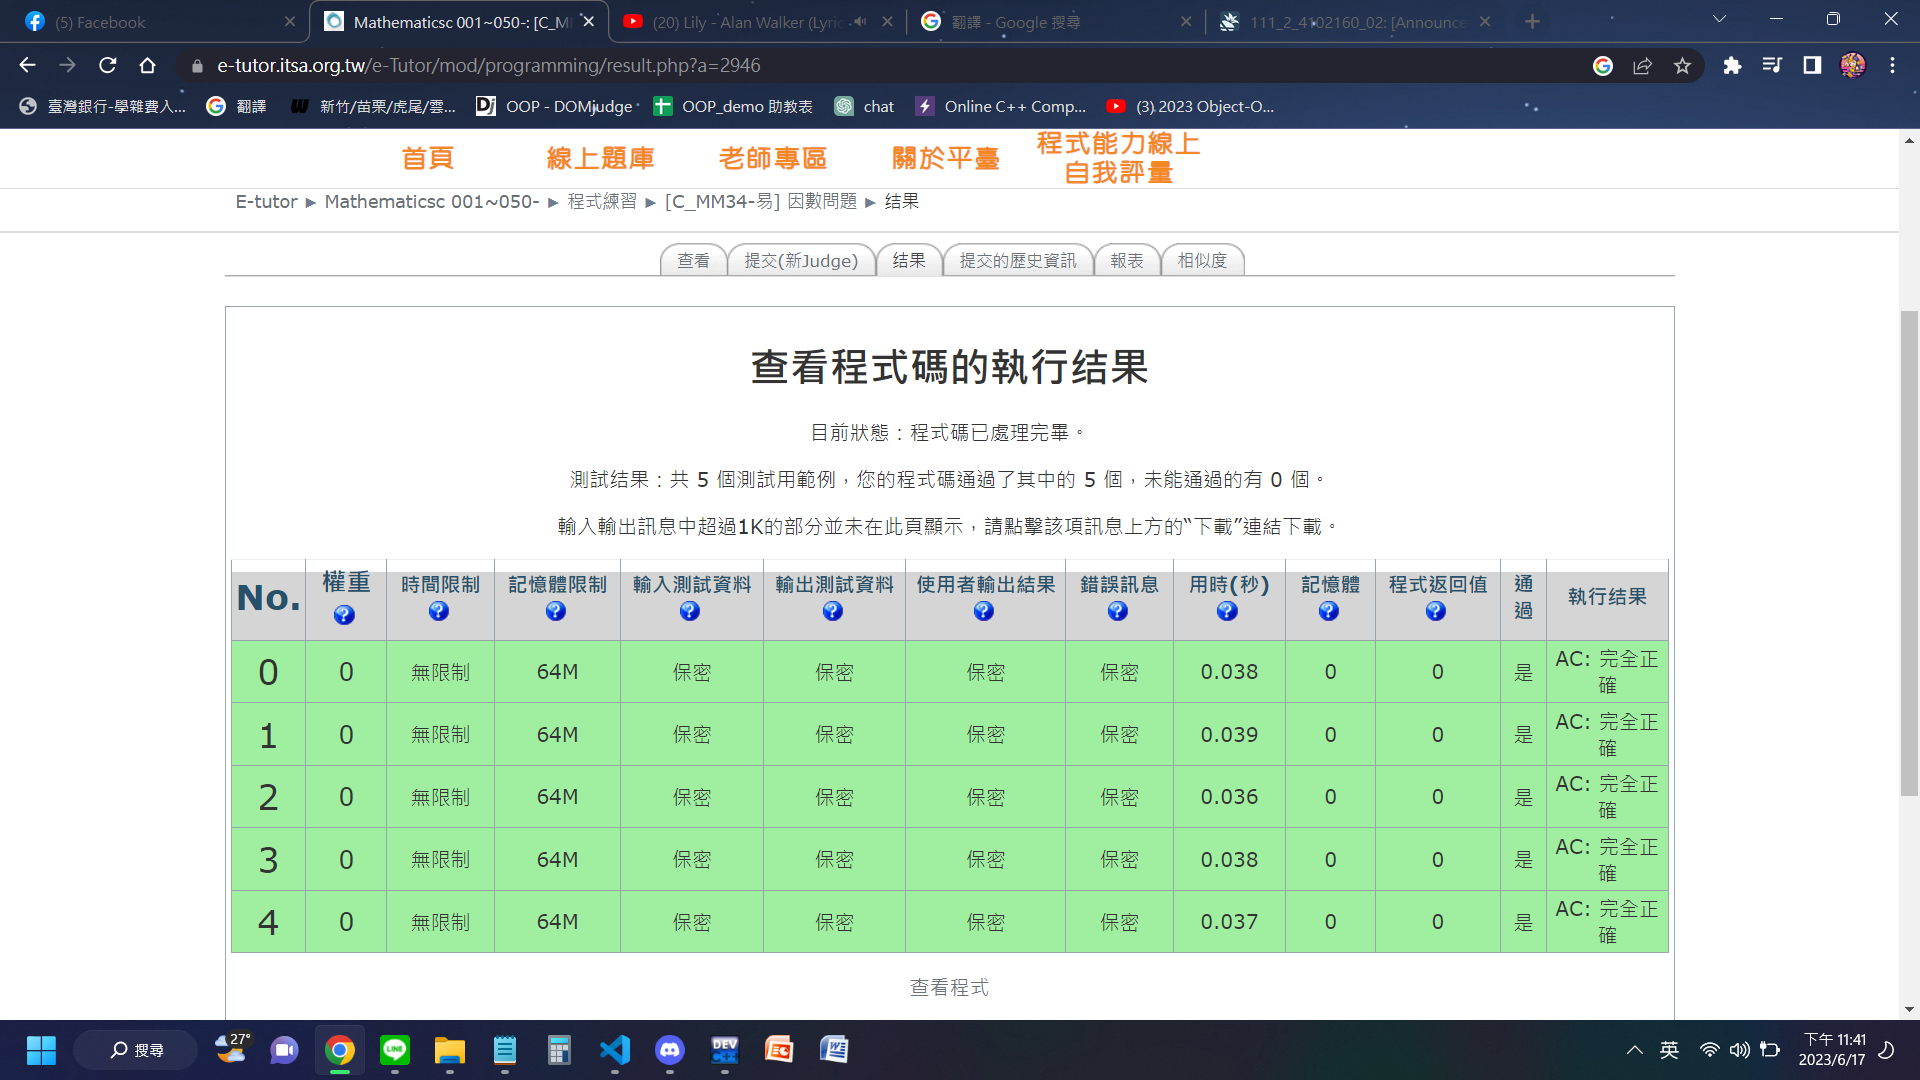 (5) Facebook
Mathematicsc 001~050-: [C_M
(20) Lily - Alan Walker (Lyric
翻譯 - Google 搜尋
111_2_4102160_02: [Announce
e-tutor.itsa.org.tw/e-Tutor/mod/programming/result.php?a=2946
臺灣銀行-學雜費入...
翻譯
新竹/苗栗/虎尾/雲...
OOP - DOMjudge
OOP_demo 助教表
chat
Online C++ Comp...
(3) 2023 Object-O...
首頁
線上題庫
老師專區
關於平臺
程式能力線上
自我評量
E-tutor ► Mathematicsc 001~050- ► 程式練習 ► [C_MM34-易] 因數問題 ► 结果
查看
提交(新Judge)
结果
提交的歷史資訊
報表
相似度
查看程式碼的執行结果
目前狀態：程式碼已處理完畢。
測試结果：共 5 個測試用範例，您的程式碼通過了其中的 5 個，未能通過的有 0 個。
輸入輸出訊息中超過1K的部分並未在此頁顯示，請點擊該項訊息上方的“下載”連結下載。
No. 權重 時間限制 記憶體限制 輸入測試資料 輸出測試資料 使用者輸出結果 錯誤訊息 用時(秒) 記憶體 程式返回值 通過 執行结果
0 0 無限制 64M 保密 保密 保密 保密 0.038 0 0 是 AC: 完全正確
1 0 無限制 64M 保密 保密 保密 保密 0.039 0 0 是 AC: 完全正確
2 0 無限制 64M 保密 保密 保密 保密 0.036 0 0 是 AC: 完全正確
3 0 無限制 64M 保密 保密 保密 保密 0.038 0 0 是 AC: 完全正確
4 0 無限制 64M 保密 保密 保密 保密 0.037 0 0 是 AC: 完全正確
查看程式
搜尋
27°
LINE
DEV
C++
英
下午 11:41
2023/6/17